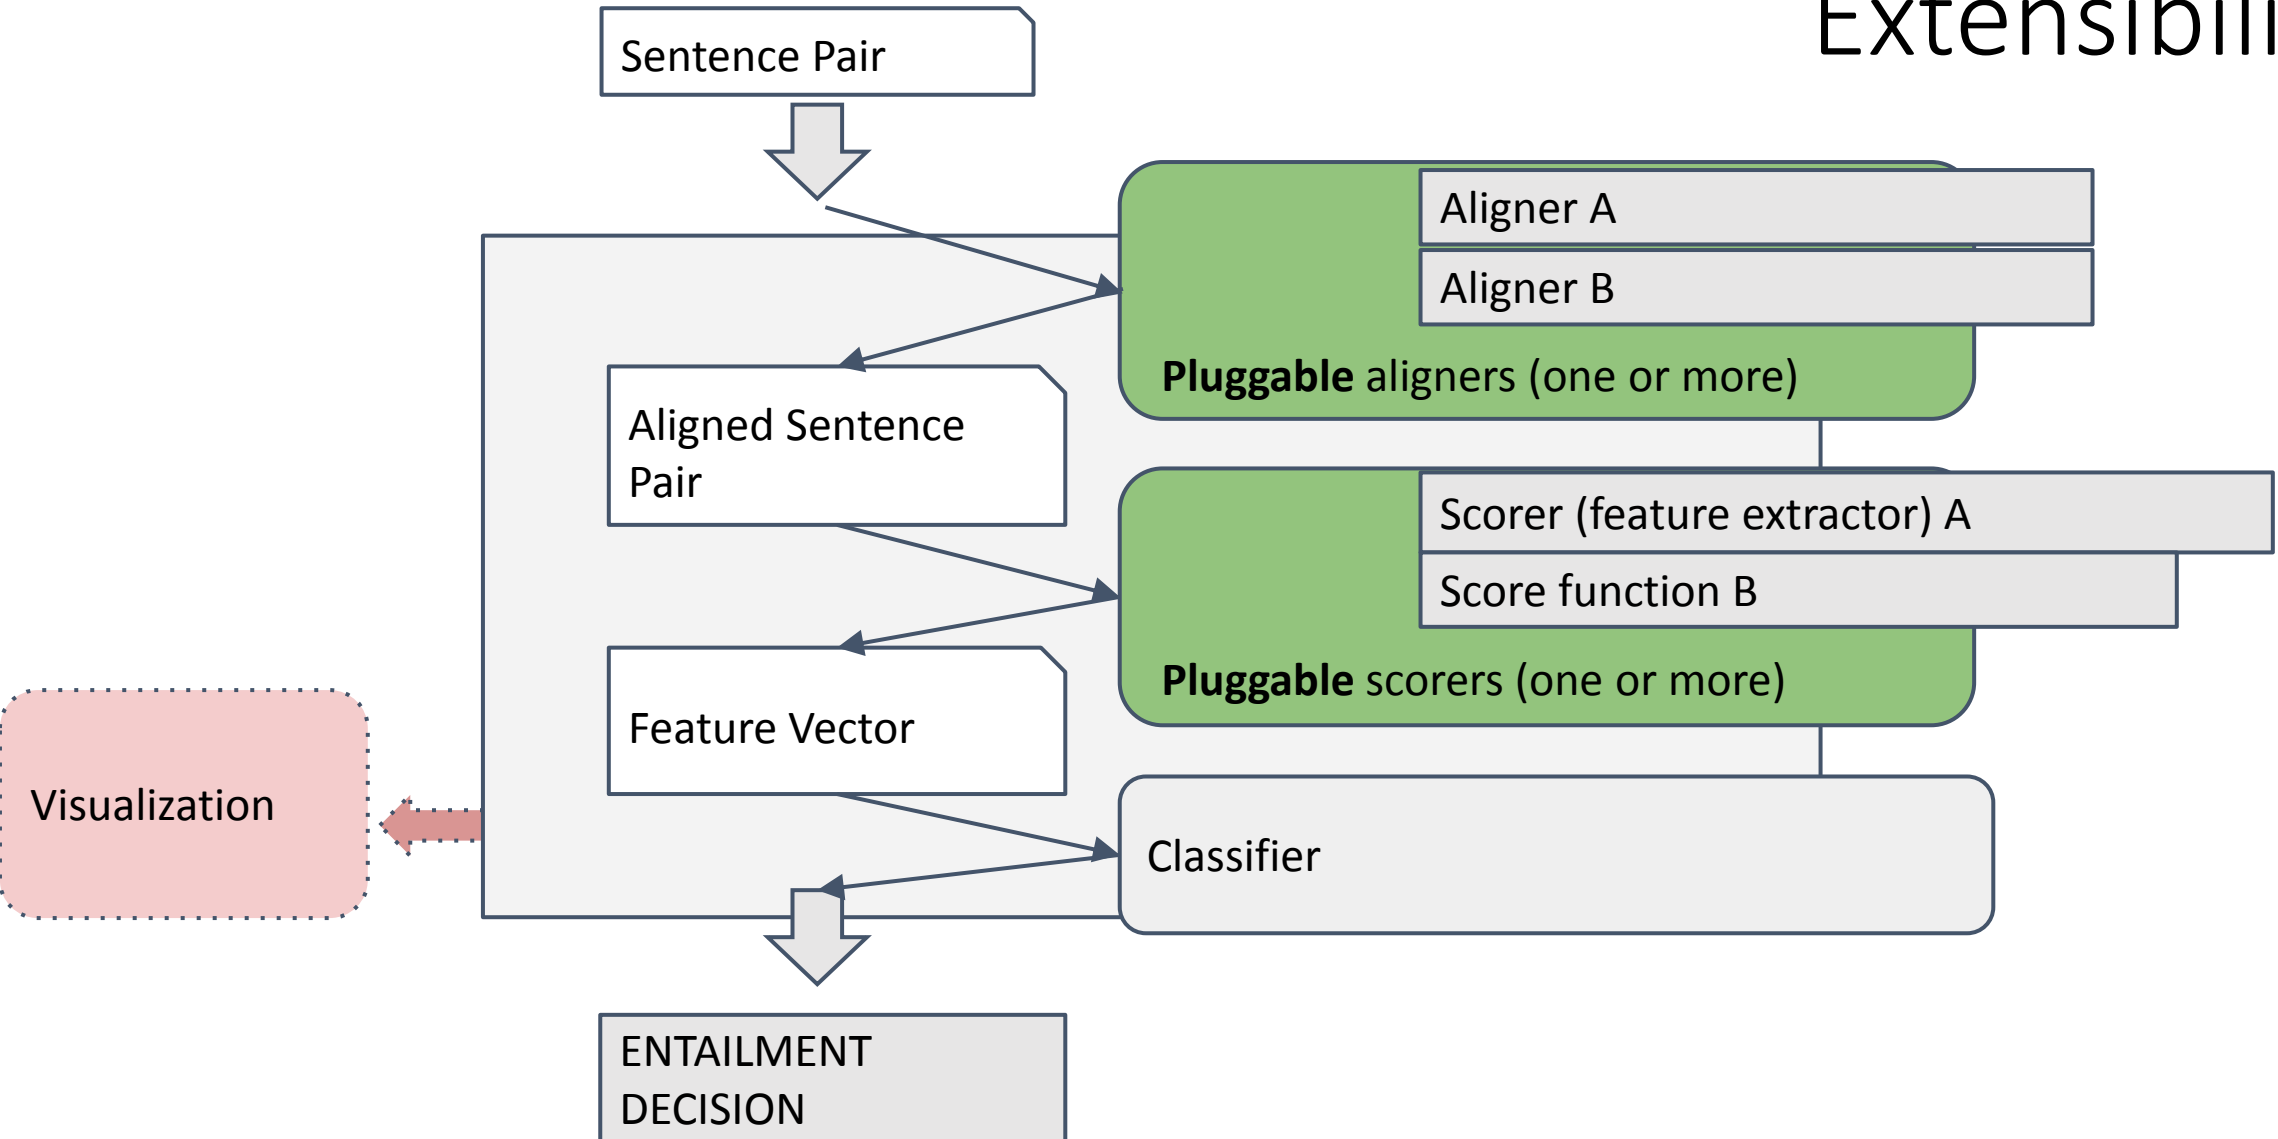 Extensibili
Sentence Pair
Aligner A
Aligner B
Pluggable aligners (one or more)
Aligned Sentence
Pair
Scorer (feature extractor) A
Score function B
Pluggable scorers (one or more)
Feature Vector
Visualization
Classifier
ENTAILMENT
DECISION